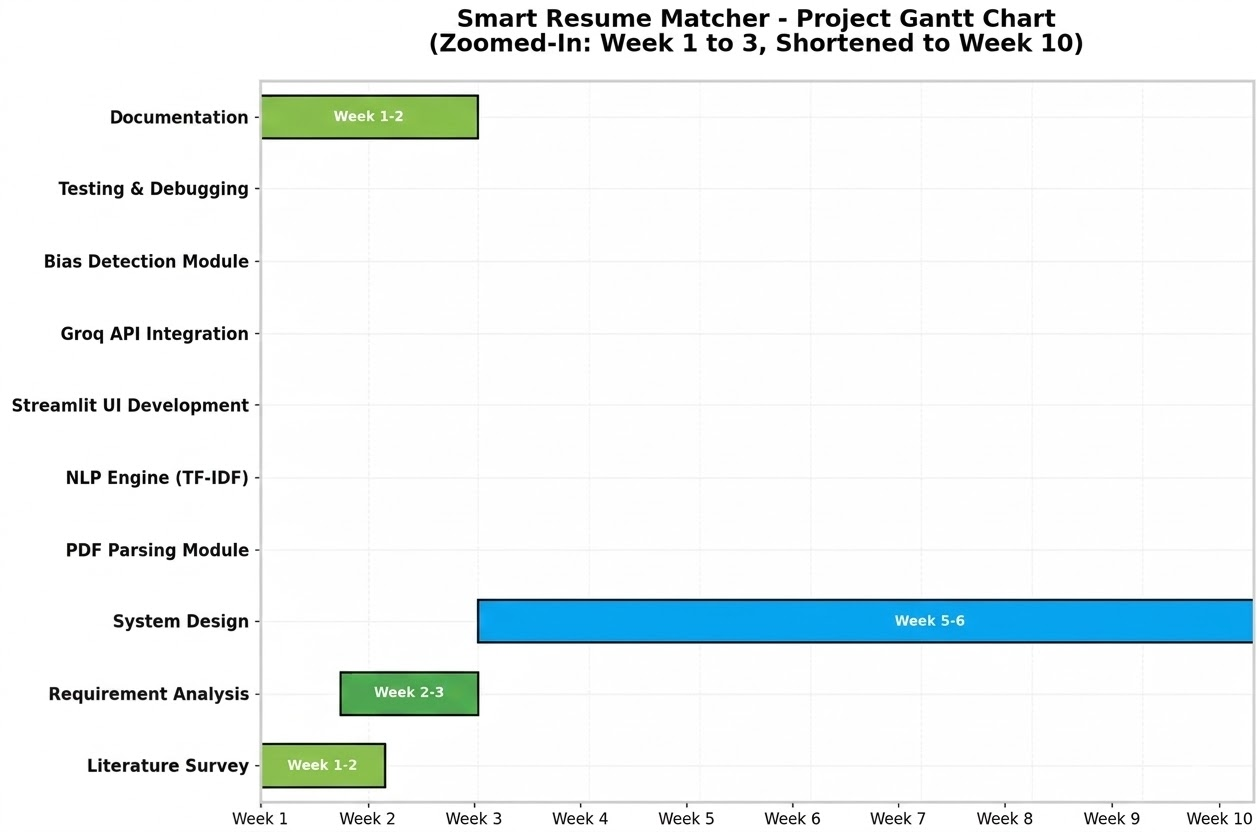 Smart Resume Matcher - Project Gantt Chart
(Zoomed-In: Week 1 to 3, Shortened to Week 10)
Documentation
Week 1-2
Testing & Debugging
Bias Detection Module
Groq API Integration
Streamlit UI Development
NLP Engine (TF-IDF)
PDF Parsing Module
System Design
Week 5-6
Requirement Analysis
Week 2-3
Literature Survey
Week 1-2
Week 1 Week 2 Week 3 Week 4 Week 5 Week 6 Week 7 Week 8 Week 9 Week 10